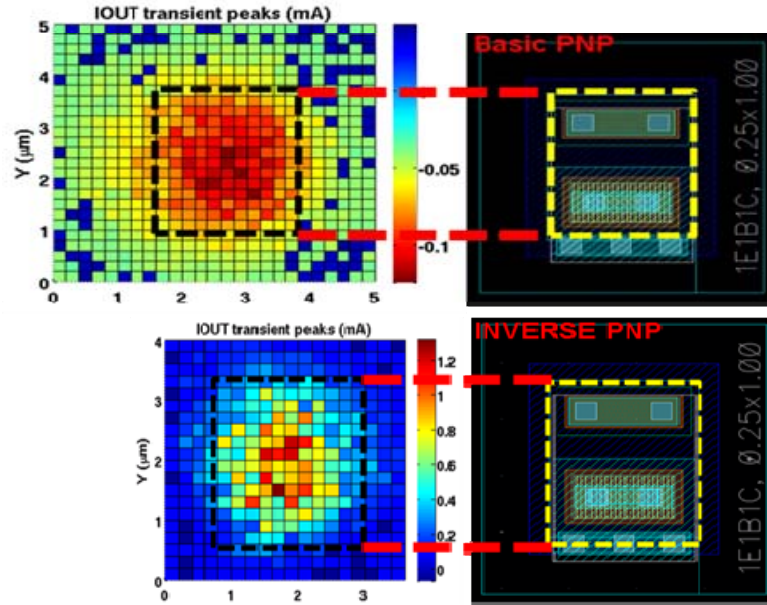 IOUT transient peaks (mA)
5
4
3
2
1
0
Y (μm)
0 1 2 3 4 5
-0.05
-0.1
Basic PNP
1E1B1C, 0.25x1.00
IOUT transient peaks (mA)
4
3
2
1
0
Y (μm)
0 1 2 3
1.2
1
0.8
0.6
0.4
0.2
0
INVERSE PNP
1E1B1C, 0.25x1.00